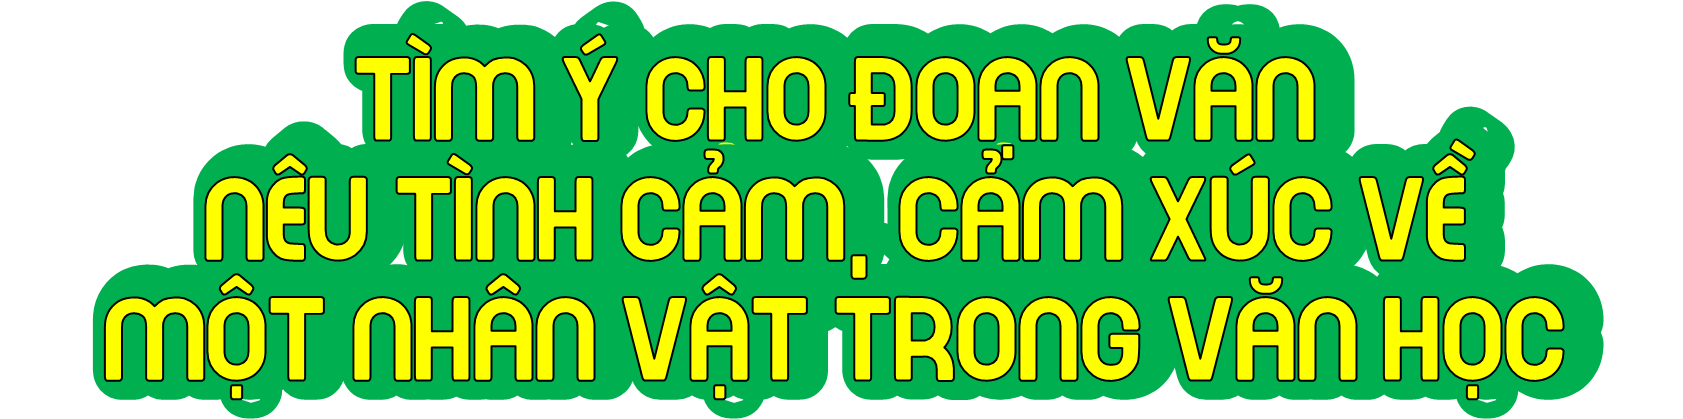 TÌM Ý CHO ĐOẠN VĂN
NÊU TÌNH CẢM, CẢM XÚC VỀ
MỘT NHÂN VẬT TRONG VĂN HỌC